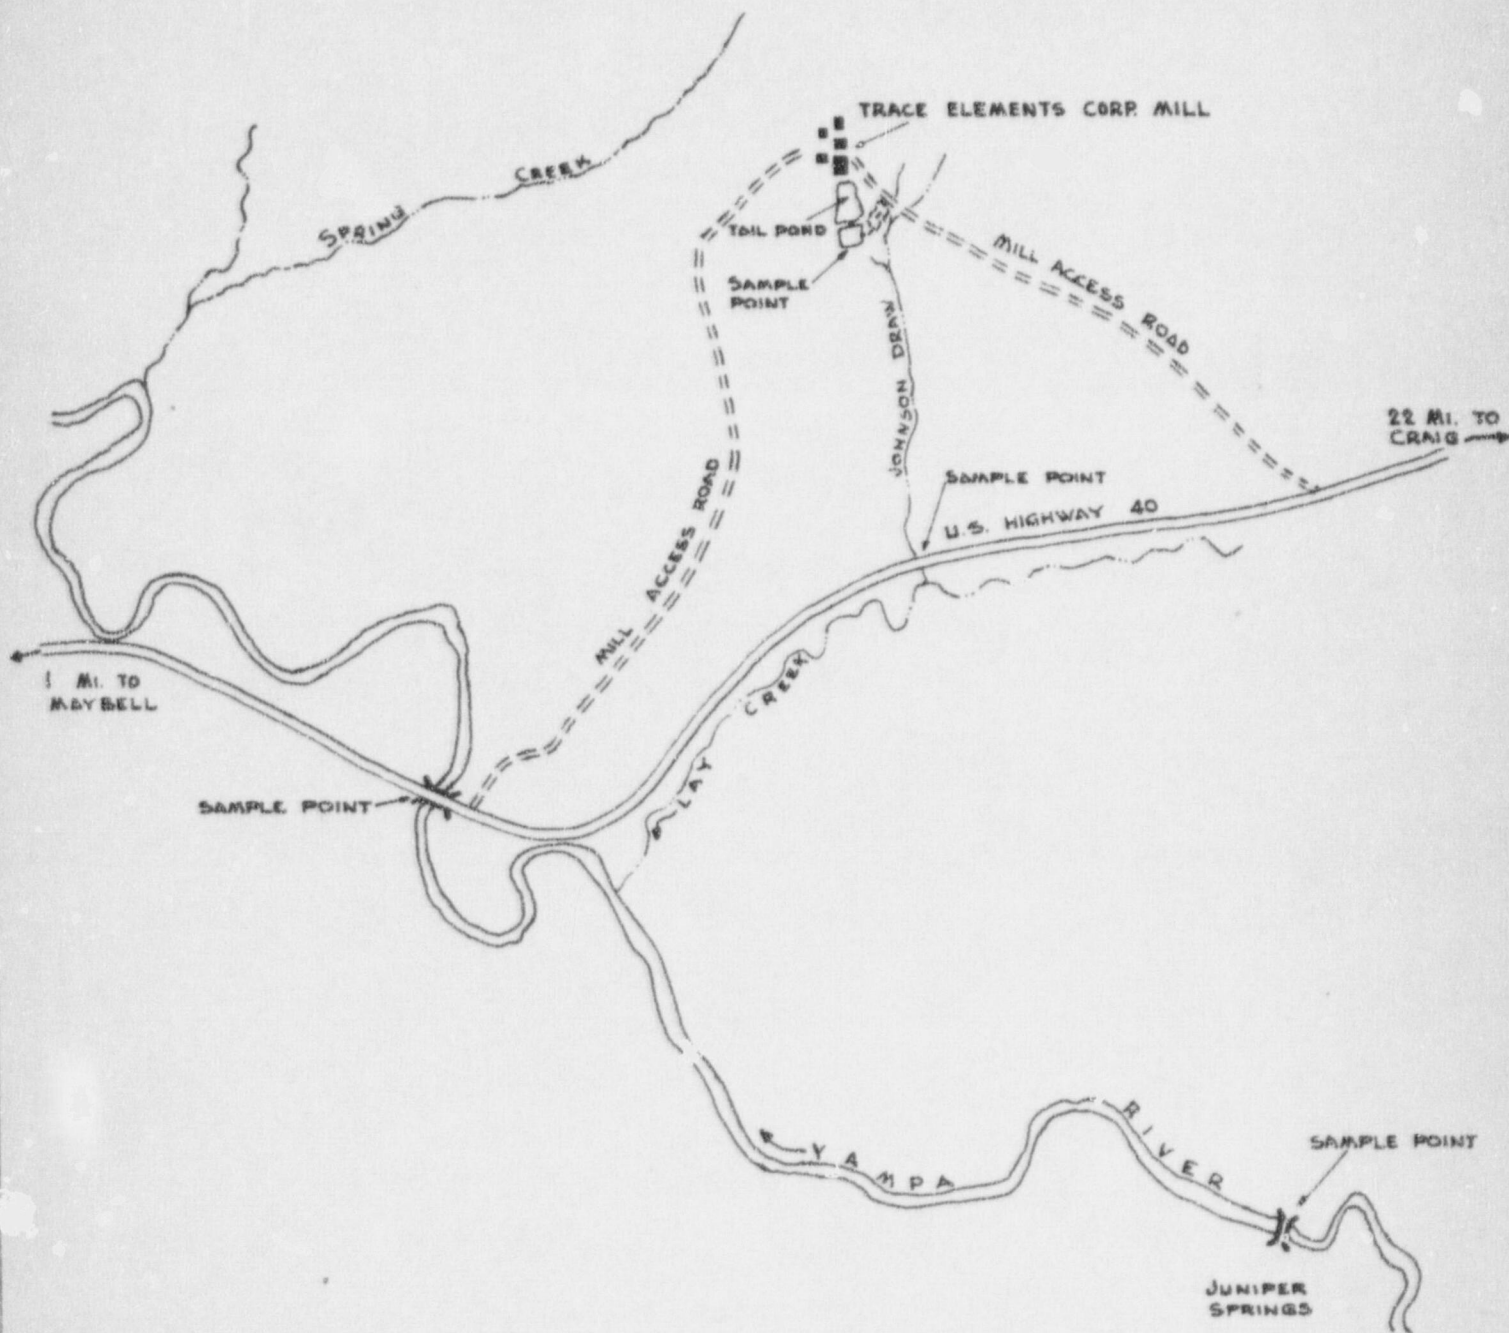 TRACE ELEMENTS CORP. MILL
SPRING CREEK
TAIL POND
SAMPLE
POINT
MILL ACCESS ROAD
JOHNSON DRAW
22 MI. TO
CRAIG
SAMPLE POINT
U.S. HIGHWAY 40
MILL ACCESS ROAD
1 MI. TO
MAYBELL
LAY CREEK
SAMPLE POINT
YAMPA RIVER
SAMPLE POINT
JUNIPER
SPRINGS